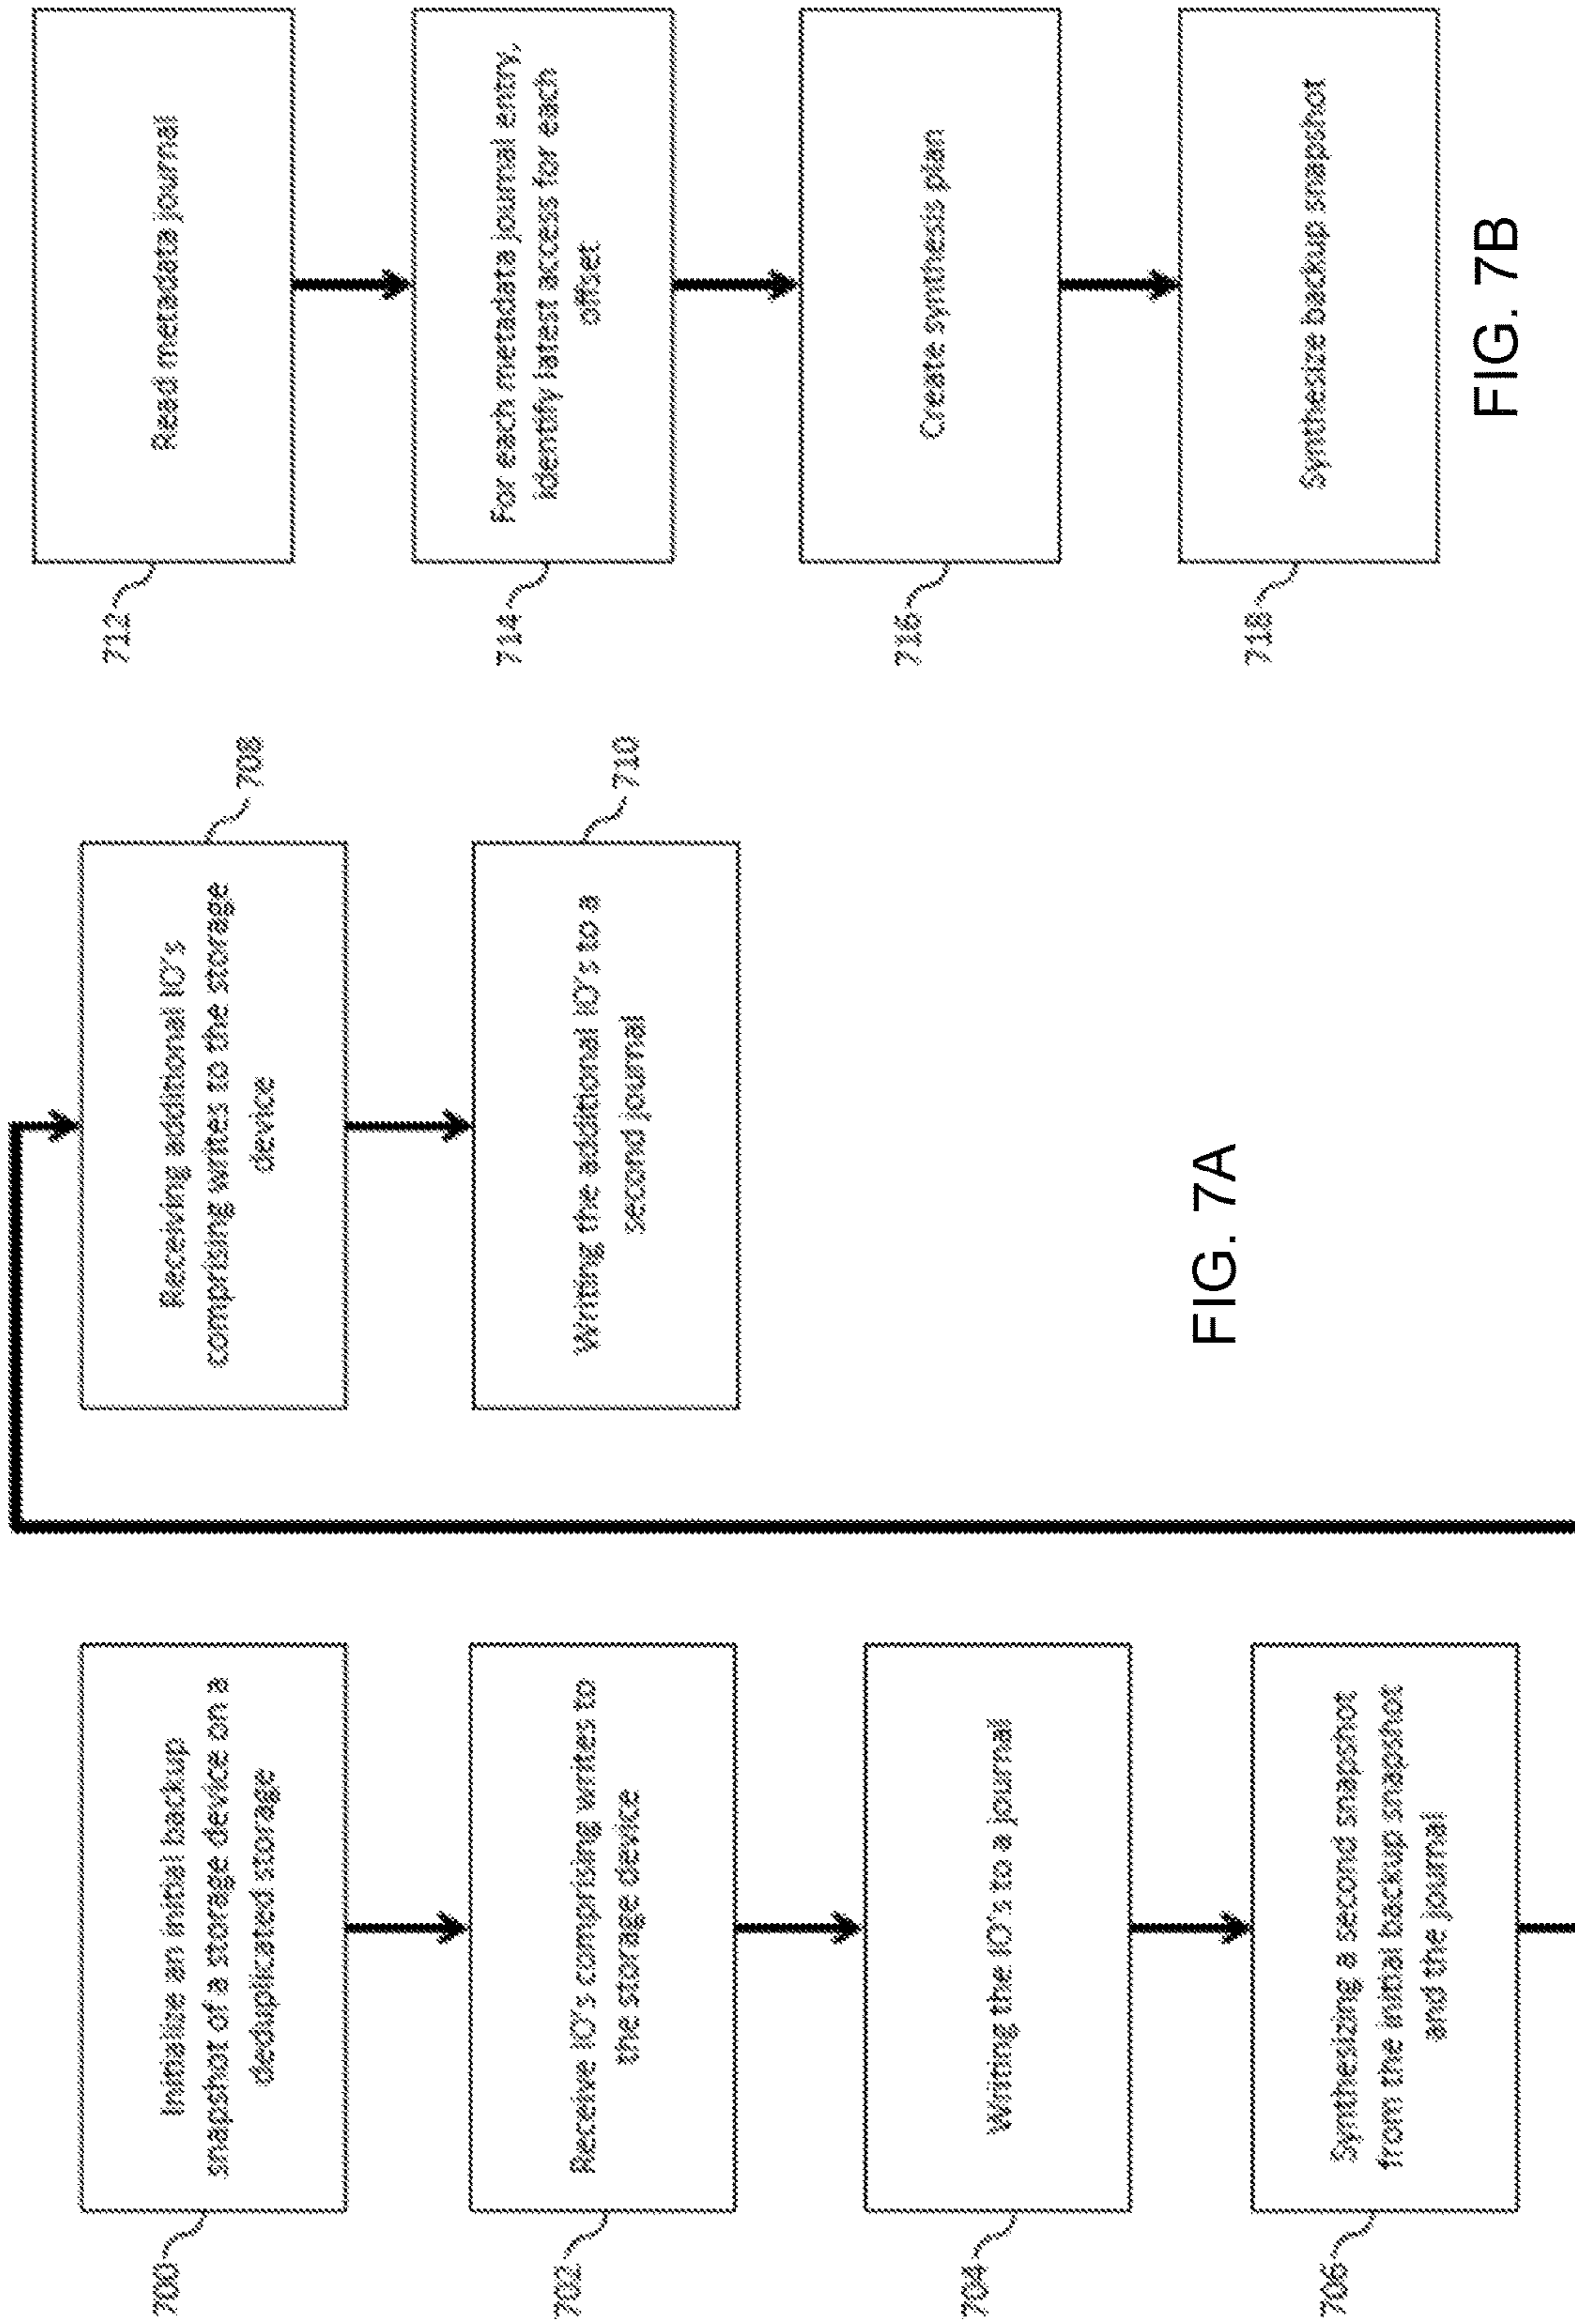 700
Initialize an initial backup
snapshot of a storage device on a
deduplicated storage
702
Receive IO's comprising writes to
the storage device
704
Writing the IO's to a journal
706
Synthesizing a second snapshot
from the initial backup snapshot
and the journal
708
Receiving additional IO's
comprising writes to the storage
device
710
Writing the additional IO's to a
second journal
FIG. 7A
712
Read metadata journal
714
For each metadata journal entry,
identify latest access for each
offset
716
Create synthesis plan
718
Synthesize backup snapshot
FIG. 7B